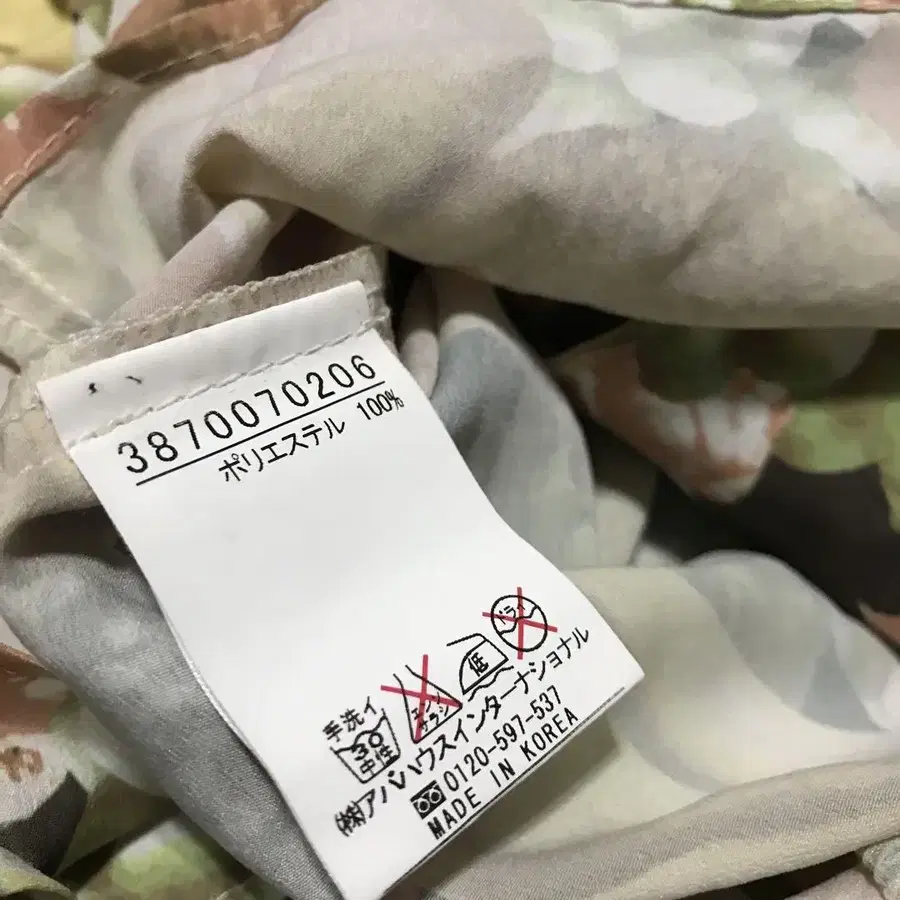 3870070206
ポリエステル 100%
手洗イ
30
中性
エンソ
サラシ
低
ドライ
(株)アバハウスインターナショナル
0120-597-537
MADE IN KOREA